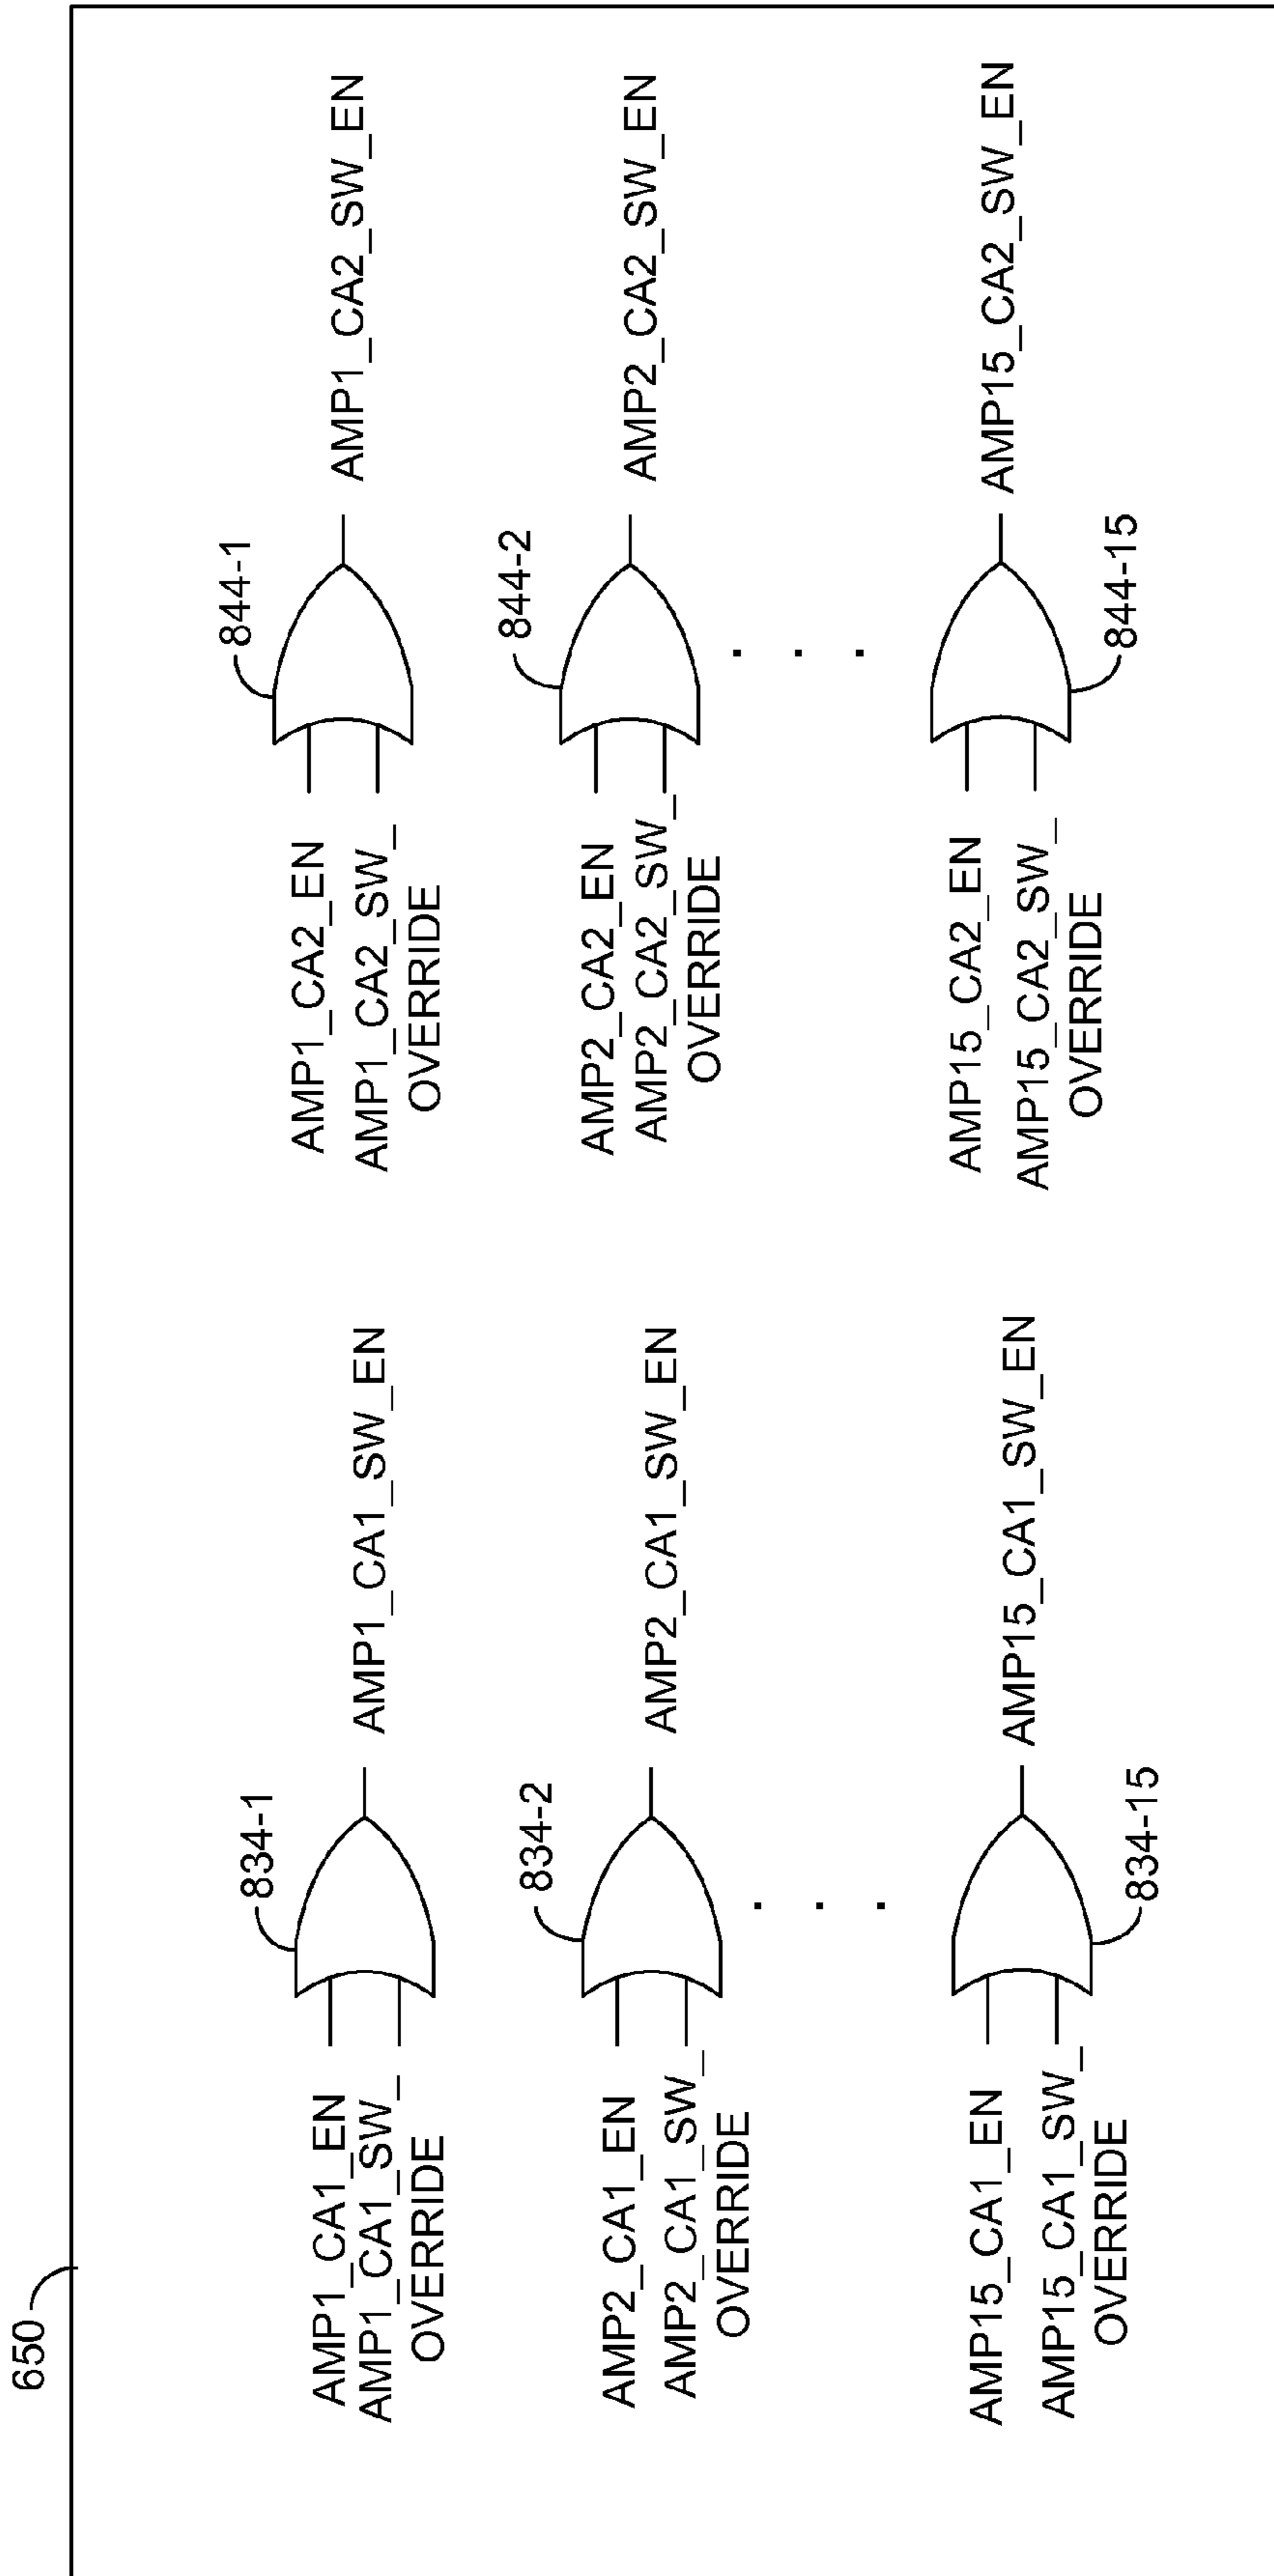 650
834-1
AMP1_CA1_EN
AMP1_CA1_SW_
OVERRIDE
AMP1_CA1_SW_EN
834-2
AMP2_CA1_EN
AMP2_CA1_SW_
OVERRIDE
AMP2_CA1_SW_EN
. . .
AMP15_CA1_EN
AMP15_CA1_SW_
OVERRIDE
AMP15_CA1_SW_EN
834-15
844-1
AMP1_CA2_EN
AMP1_CA2_SW_
OVERRIDE
AMP1_CA2_SW_EN
844-2
AMP2_CA2_EN
AMP2_CA2_SW_
OVERRIDE
AMP2_CA2_SW_EN
. . .
AMP15_CA2_EN
AMP15_CA2_SW_
OVERRIDE
AMP15_CA2_SW_EN
844-15